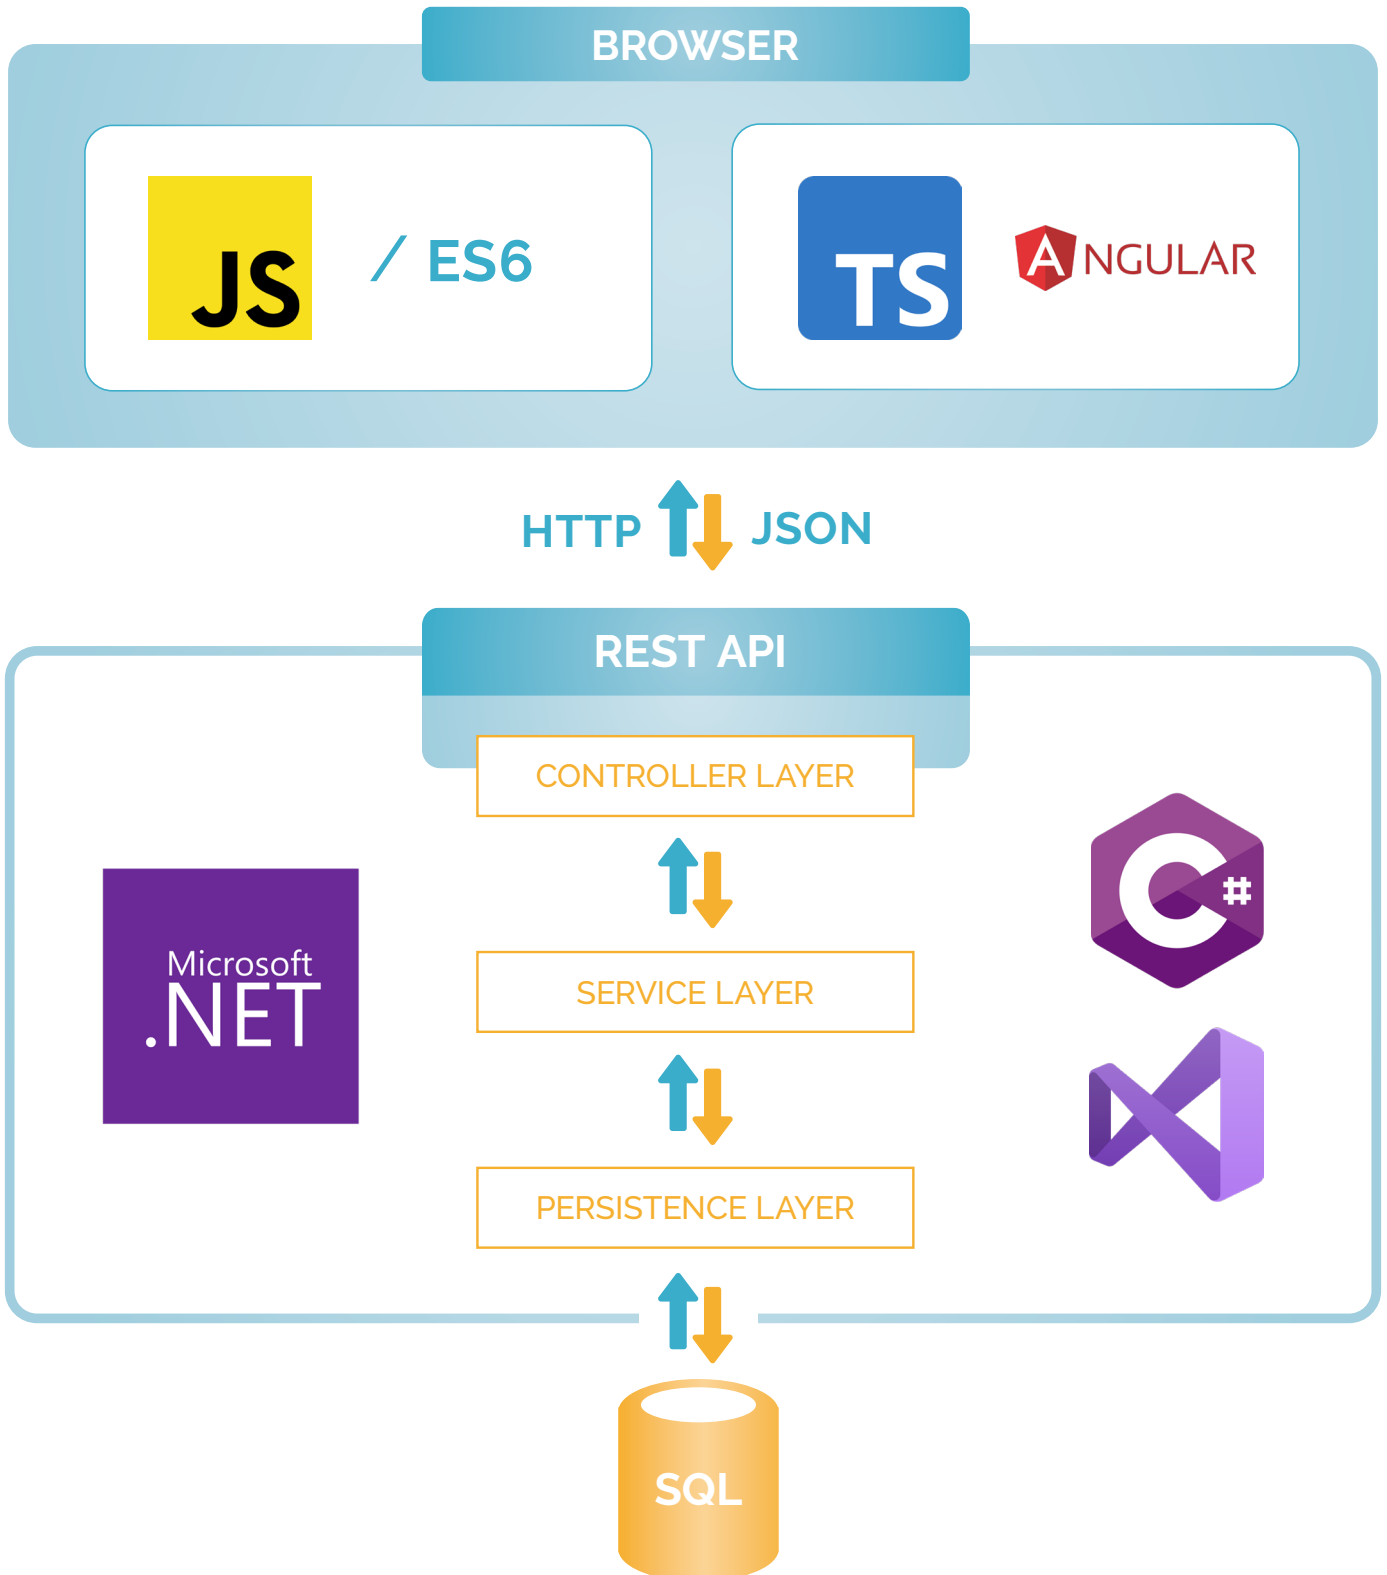 BROWSER
JS / ES6
TS ANGULAR
HTTP JSON
REST API
CONTROLLER LAYER
C#
Microsoft
.NET
SERVICE LAYER
PERSISTENCE LAYER
SQL